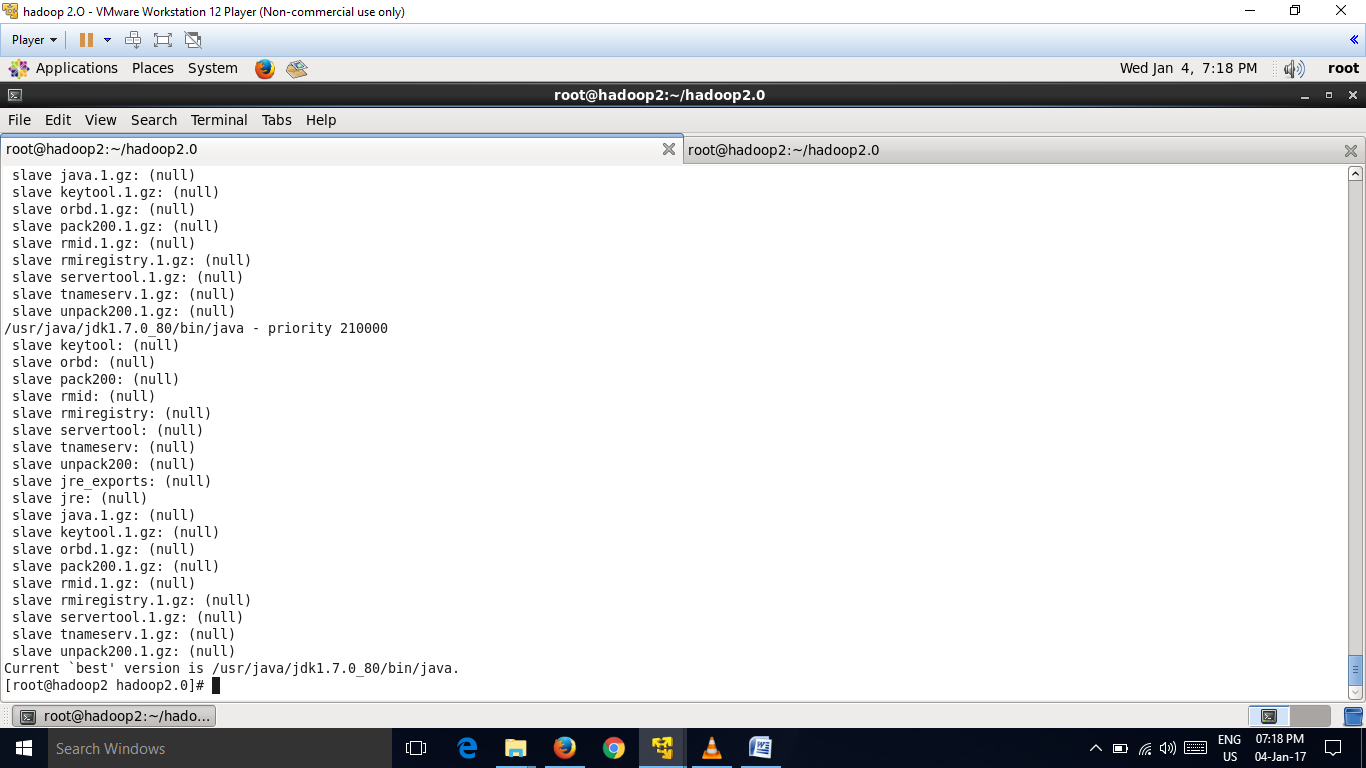 hadoop 2.O - VMware Workstation 12 Player (Non-commercial use only)
Player
Applications Places System Wed Jan 4, 7:18 PM root
root@hadoop2:~/hadoop2.0
File Edit View Search Terminal Tabs Help
root@hadoop2:~/hadoop2.0 root@hadoop2:~/hadoop2.0
slave java.1.gz: (null)
slave keytool.1.gz: (null)
slave orbd.1.gz: (null)
slave pack200.1.gz: (null)
slave rmid.1.gz: (null)
slave rmiregistry.1.gz: (null)
slave servertool.1.gz: (null)
slave tnameserv.1.gz: (null)
slave unpack200.1.gz: (null)
/usr/java/jdk1.7.0_80/bin/java - priority 210000
slave keytool: (null)
slave orbd: (null)
slave pack200: (null)
slave rmid: (null)
slave rmiregistry: (null)
slave servertool: (null)
slave tnameserv: (null)
slave unpack200: (null)
slave jre_exports: (null)
slave jre: (null)
slave java.1.gz: (null)
slave keytool.1.gz: (null)
slave orbd.1.gz: (null)
slave pack200.1.gz: (null)
slave rmid.1.gz: (null)
slave rmiregistry.1.gz: (null)
slave servertool.1.gz: (null)
slave tnameserv.1.gz: (null)
slave unpack200.1.gz: (null)
Current `best' version is /usr/java/jdk1.7.0_80/bin/java.
[root@hadoop2 hadoop2.0]#
root@hadoop2:~/hado...
Search Windows
ENG 07:18 PM
US 04-Jan-17